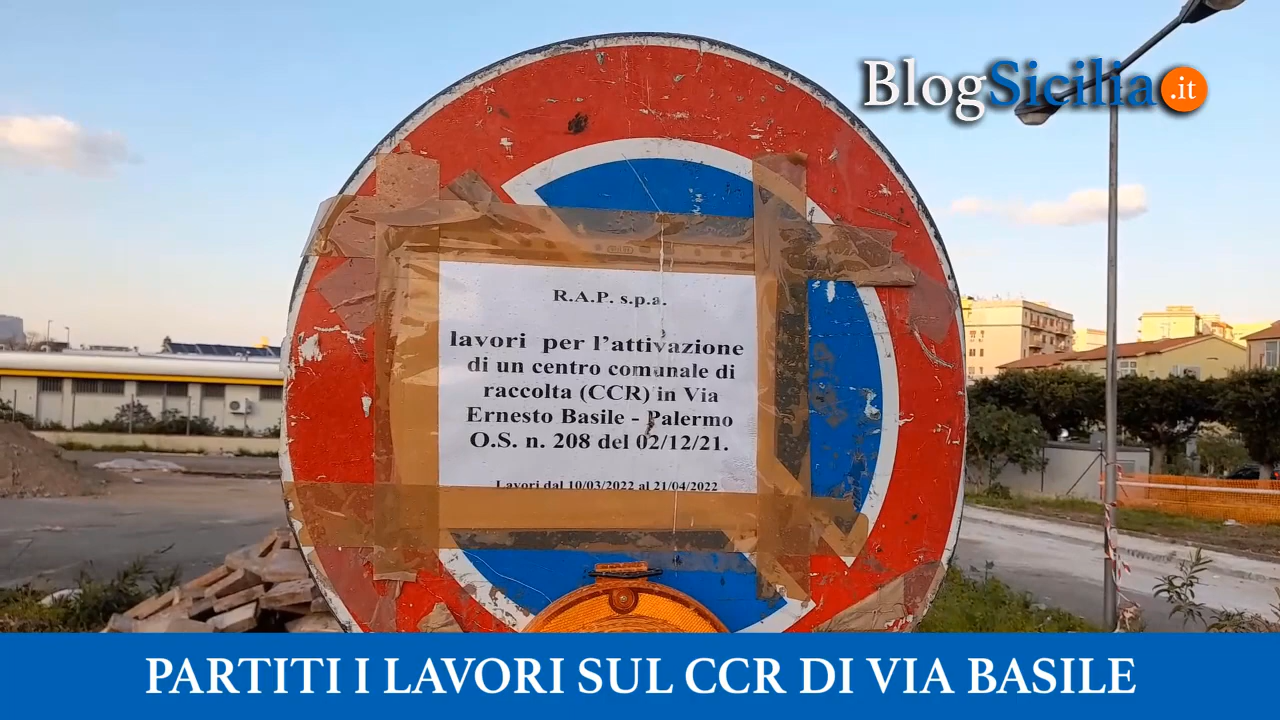 BlogSicilia.it
R.A.P. s.p.a.
lavori per l'attivazione
di un centro comunale di
raccolta (CCR) in Via
Ernesto Basile - Palermo
O.S. n. 208 del 02/12/21.
Lavori dal 10/03/2022 al 21/04/2022
PARTITI I LAVORI SUL CCR DI VIA BASILE